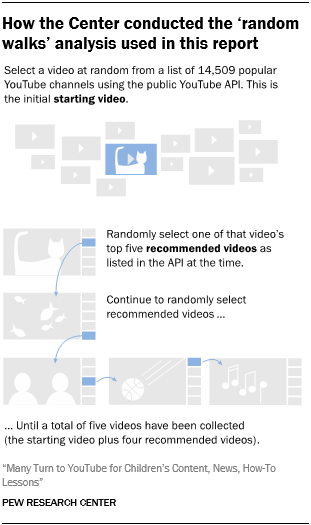 How the Center conducted the ‘random
walks’ analysis used in this report
Select a video at random from a list of 14,509 popular
YouTube channels using the public YouTube API. This is
the initial starting video.
Randomly select one of that video’s
top five recommended videos as
listed in the API at the time.
Continue to randomly select
recommended videos ...
... Until a total of five videos have been collected
(the starting video plus four recommended videos).
“Many Turn to YouTube for Children’s Content, News, How-To
Lessons”
PEW RESEARCH CENTER